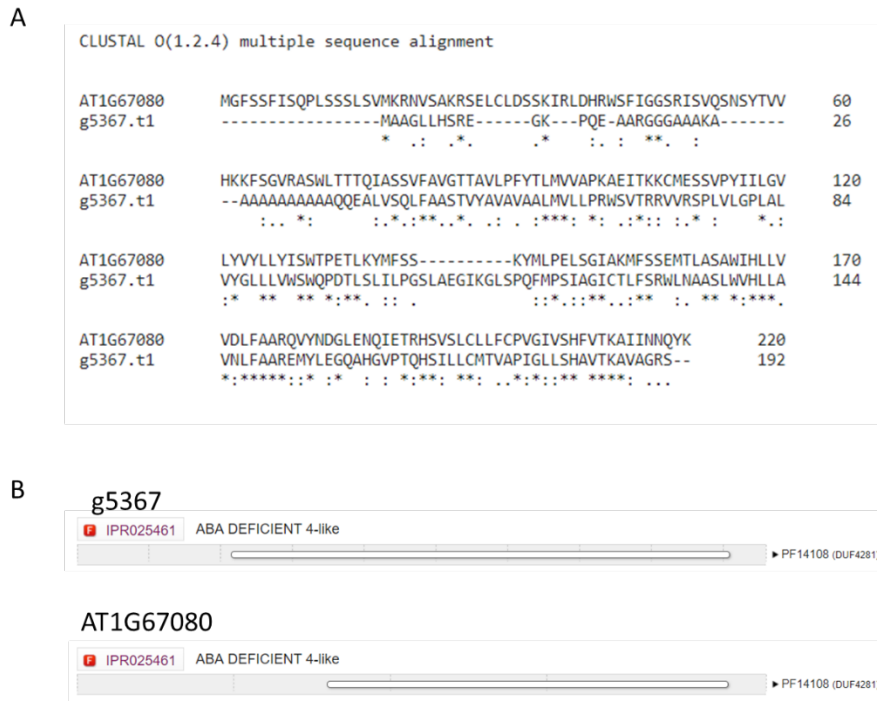 A
CLUSTAL O(1.2.4) multiple sequence alignment
AT1G67080 MGFSSFISQPLSSSLSVMKRNVSAKRSELCLDSSKIRLDHRWSFIGGSRISVQSNSYTVV 60
g5367.t1 ----------------MAAGLLHSRE------GK---PQE-AARGGGAAAKA------- 26
* .: .*. .* :. : **. :
AT1G67080 HKKFSGVRASWLTTTQIASSVFAVGTTAVLPFYTLMVVAPKAEITKKCMESSVPYIILGV 120
g5367.t1 --AAAAAAAAAAQQEALVSQLFAASTVYAVAVAALMVLLPRWSVTRRVVRSPLVLGPLAL 84
:.. *: :.*.:**..*. .: . :***: *: .:*:: :.* : *.:
AT1G67080 LYVYLLYISWTPETLKYMFSS----------KYMLPELSGIAKMFSSEMTLASAWIHLLV 170
g5367.t1 VYGLLLVWSWQPDTLSLILPGSLAEGIKGLSPQFMPSIAGICTLFSRWLNAASLWVHLLA 144
:* ** ** *:**. :: . ::*.::**..:** :. ** *:***.
AT1G67080 VDLFAARQVYNDGLENQIETRHSVSLCLLFCPVGIVSHFVTKAIINNQYK 220
g5367.t1 VNLFAAREMYLEGQAHGVPTQHSILLCMTVAPIGLLSHAVTKAVAGRS-- 192
*:*****::* :* : : *:**: **: ..*:*::** ****: ...
B
g5367
F IPR025461 ABA DEFICIENT 4-like
▸ PF14108 (DUF4281)
AT1G67080
F IPR025461 ABA DEFICIENT 4-like
▸ PF14108 (DUF4281)